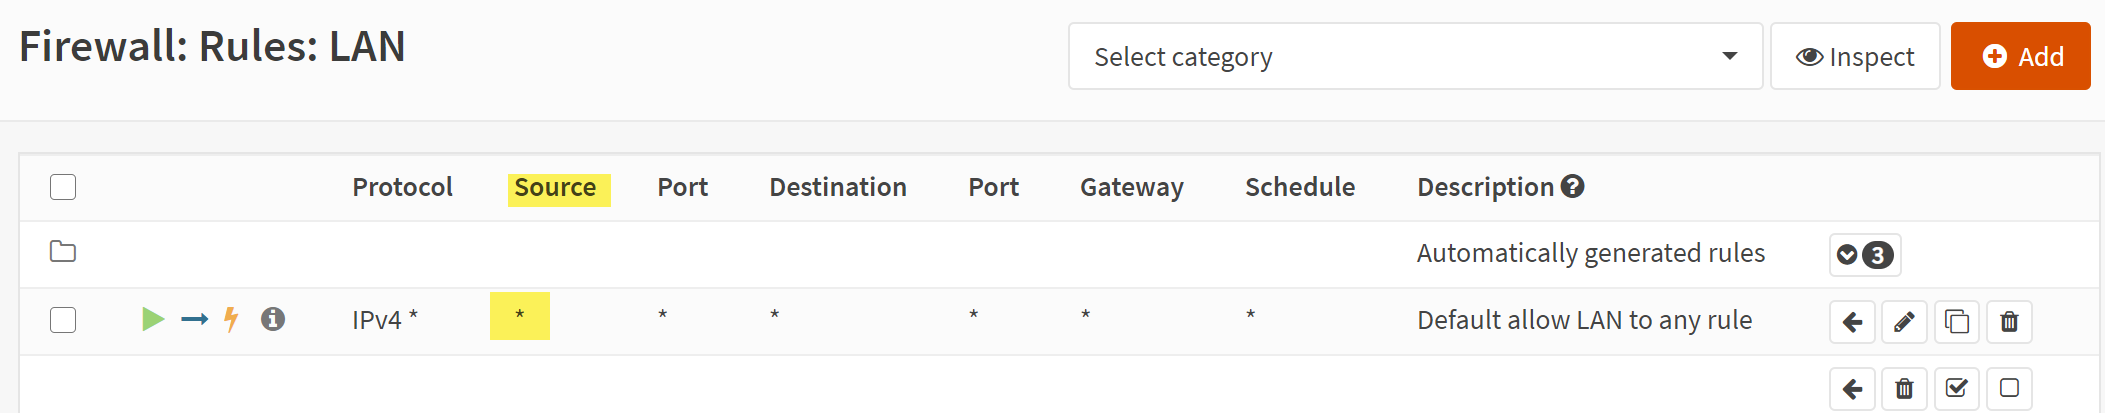 Firewall: Rules: LAN
Select category
Inspect
Add
Protocol Source Port Destination Port Gateway Schedule Description
Automatically generated rules 3
IPv4 * * * * * * * Default allow LAN to any rule